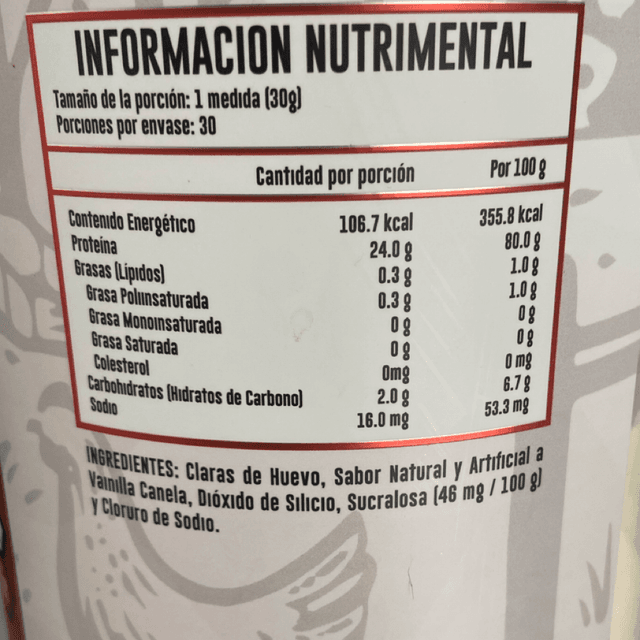 INFORMACION NUTRIMENTAL
Tamaño de la porción: 1 medida (30g)
Porciones por envase: 30
Cantidad por porción Por 100 g
Contenido Energético 106.7 kcal 355.8 kcal
Proteína 24.0 g 80.0 g
Grasas (Lípidos) 0.3 g 1.0 g
Grasa Poliinsaturada 0.3 g 1.0 g
Grasa Monoinsaturada 0 g 0 g
Grasa Saturada 0 g 0 g
Colesterol 0mg 0 mg
Carbohidratos (Hidratos de Carbono) 2.0 g 6.7 g
Sodio 16.0 mg 53.3 mg
INGREDIENTES: Claras de Huevo, Sabor Natural y Artificial a
Vainilla Canela, Dióxido de Silicio, Sucralosa (46 mg / 100 g)
y Cloruro de Sodio.